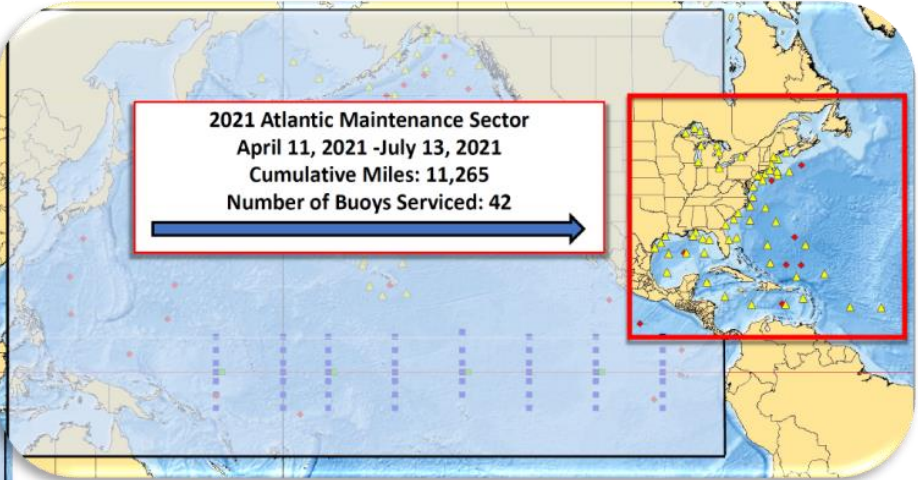 2021 Atlantic Maintenance Sector
April 11, 2021 -July 13, 2021
Cumulative Miles: 11,265
Number of Buoys Serviced: 42